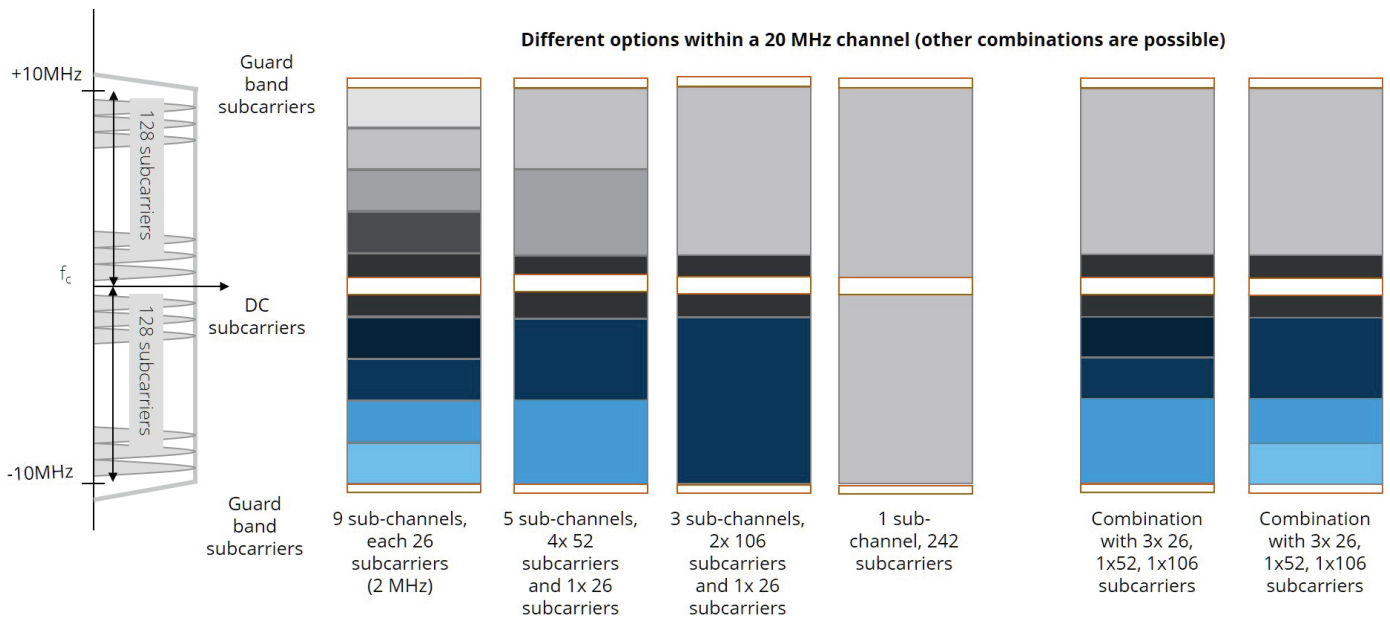 Different options within a 20 MHz channel (other combinations are possible)
+10MHz
Guard
band
subcarriers
128 subcarriers
fc
DC
subcarriers
128 subcarriers
-10MHz
Guard
band
subcarriers
9 sub-channels,
each 26
subcarriers
(2 MHz)
5 sub-channels,
4x 52
subcarriers
and 1x 26
subcarriers
3 sub-channels,
2x 106
subcarriers
and 1x 26
subcarriers
1 sub-
channel, 242
subcarriers
Combination
with 3x 26,
1x52, 1x106
subcarriers
Combination
with 3x 26,
1x52, 1x106
subcarriers